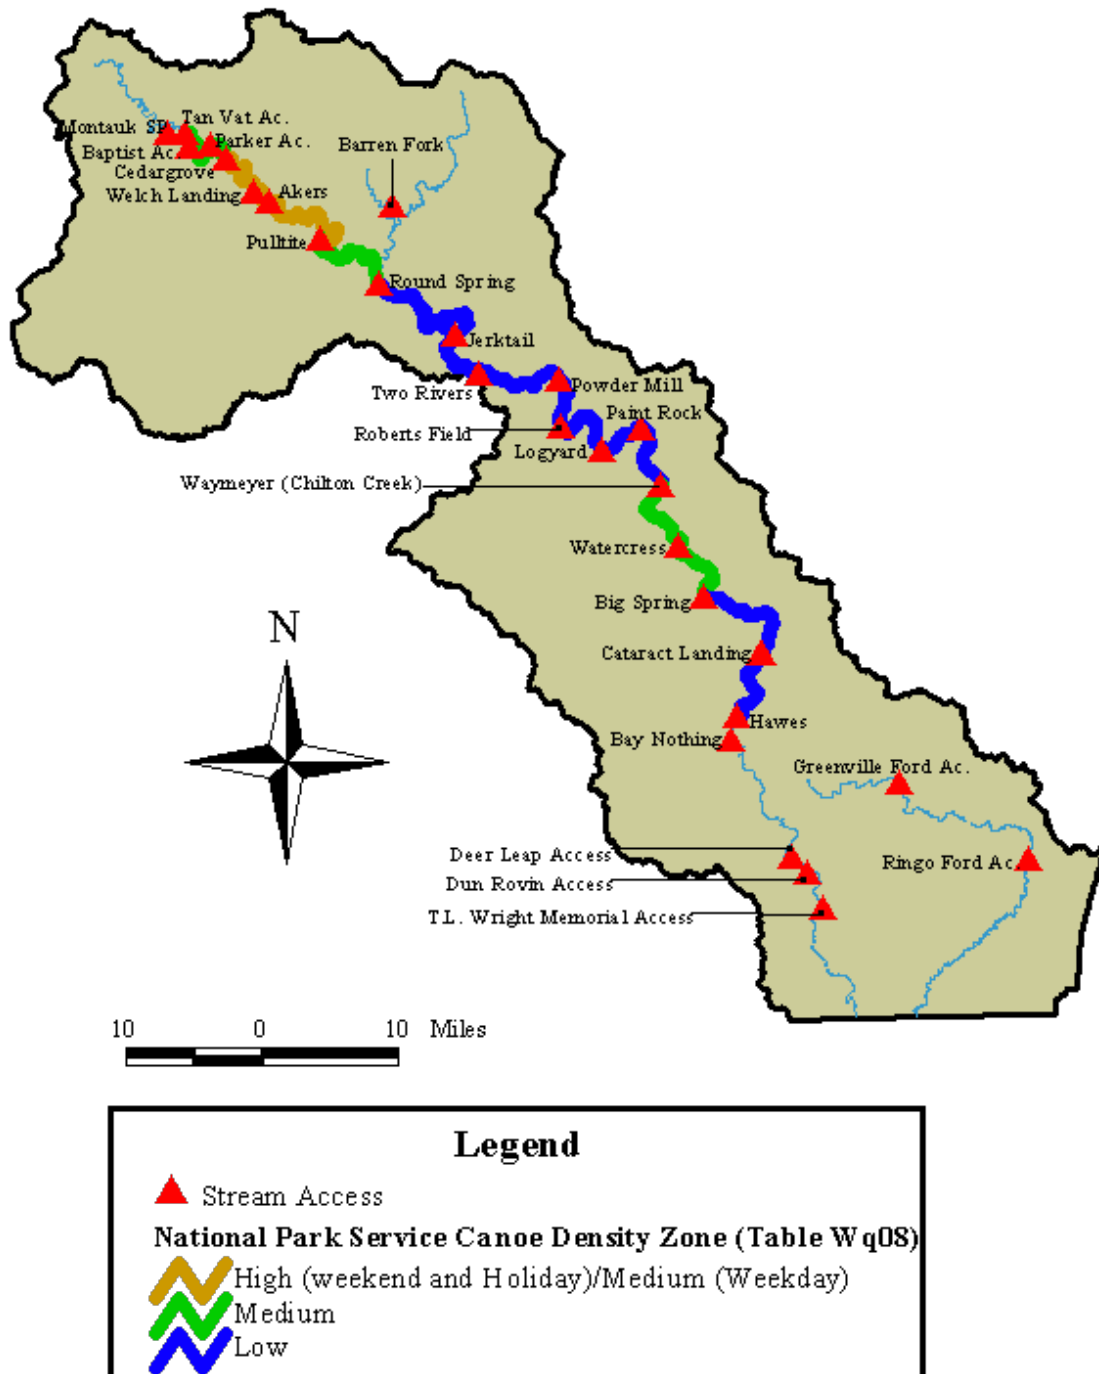 Tan Vat Ac.
Montauk SP
Parker Ac.
Baptist Ac.
Barren Fork
Cedargrove
Welch Landing
Akers
Pulltite
Round Spring
Jerktail
Two Rivers
Powder Mill
Paint Rock
Roberts Field
Logyard
Waymeyer (Chilton Creek)
Watercress
Big Spring
N
Cataract Landing
Hawes
Bay Nothing
Greenville Ford Ac.
Deer Leap Access
Ringo Ford Ac.
Dun Rovin Access
T.L. Wright Memorial Access
10 0 10 Miles
Legend
Stream Access
National Park Service Canoe Density Zone (Table Wq08)
High (weekend and Holiday)/Medium (Weekday)
Medium
Low